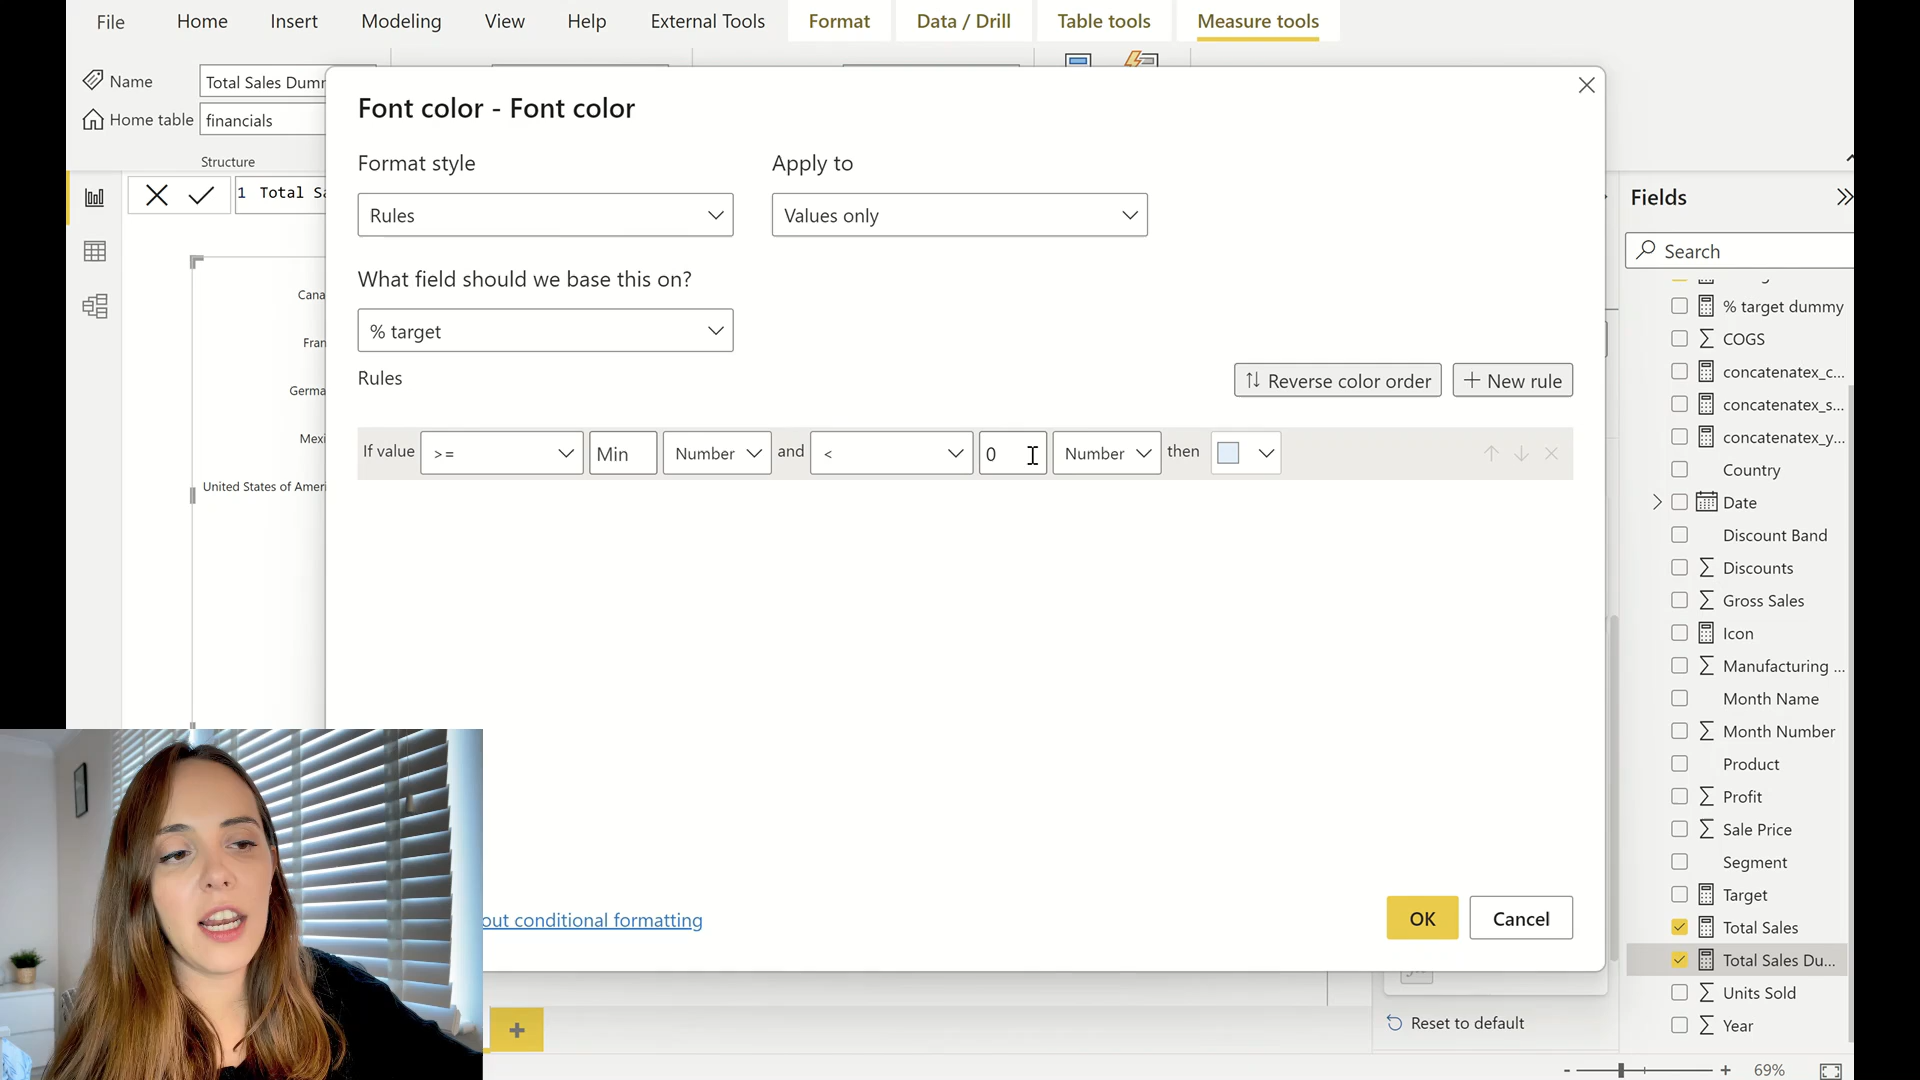 File Home Insert Modeling View Help External Tools Format Data / Drill Table tools Measure tools
Name Total Sales Dumm
Home table financials
Structure
1 Total Sa
Font color - Font color
Format style
Rules
Apply to
Values only
What field should we base this on?
% target
Rules
Reverse color order
New rule
If value >= Min Number and < 0 Number then
out conditional formatting
OK
Cancel
Cana
Fran
Germa
Mexi
United States of Ameri
Fields
Search
% target dummy
COGS
concatenatex_c...
concatenatex_s...
concatenatex_y...
Country
Date
Discount Band
Discounts
Gross Sales
Icon
Manufacturing ...
Month Name
Month Number
Product
Profit
Sale Price
Segment
Target
Total Sales
Total Sales Du...
Units Sold
Year
Reset to default
- + 69%